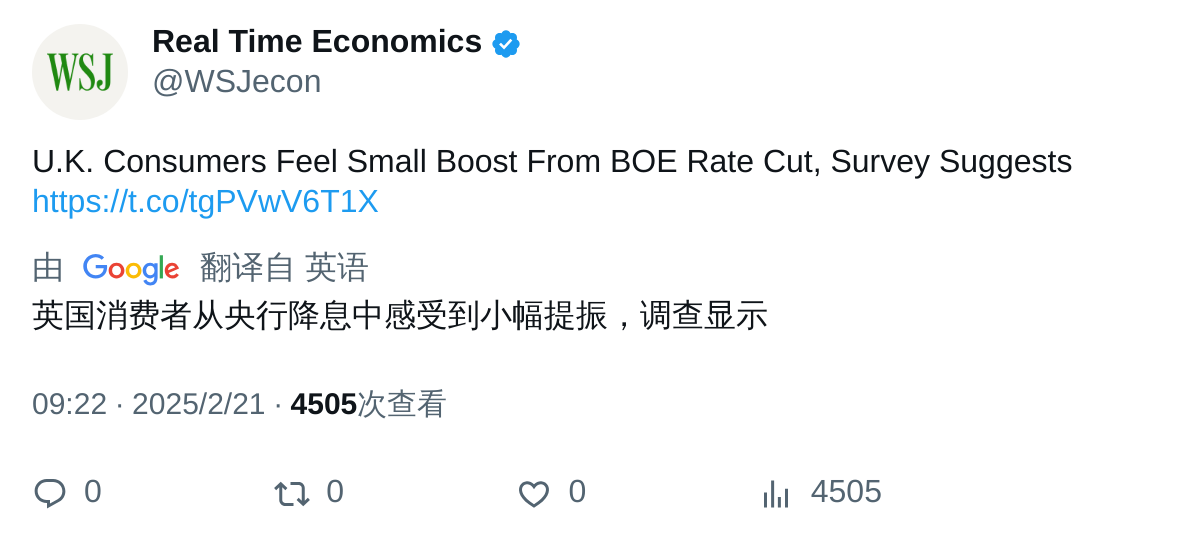 WSJ
Real Time Economics
@WSJecon
U.K. Consumers Feel Small Boost From BOE Rate Cut, Survey Suggests
https://t.co/tgPVwV6T1X
由 Google 翻译自 英语
英国消费者从央行降息中感受到小幅提振，调查显示
09:22 · 2025/2/21 · 4505次查看
0 0 0 4505